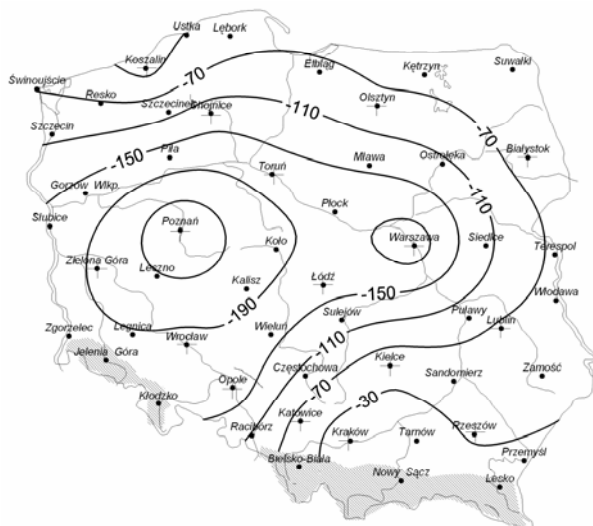 Ustka
Lębork
Koszalin
-70
Elbląg
Kętrzyn
Suwałki
Świnoujście
Resko
Szczecinek
Chojnice
-110
Olsztyn
Szczecin
-70
-150
Piła
Toruń
Mława
Ostrołęka
Białystok
Gorzów Wlkp.
-110
Słubice
Poznań
Płock
Koło
Warszawa
Siedlce
Terespol
Zielona Góra
Leszno
Kalisz
Łódź
-150
-190
Włodawa
Zgorzelec
Legnica
Wrocław
Wieluń
Sulejów
Puławy
Lublin
-110
Jelenia Góra
Kielce
Opole
Częstochowa
-70
Sandomierz
Zamość
Kłodzko
-30
Katowice
Racibórz
Kraków
Tarnów
Rzeszów
Przemyśl
Bielsko-Biała
Nowy Sącz
Lesko